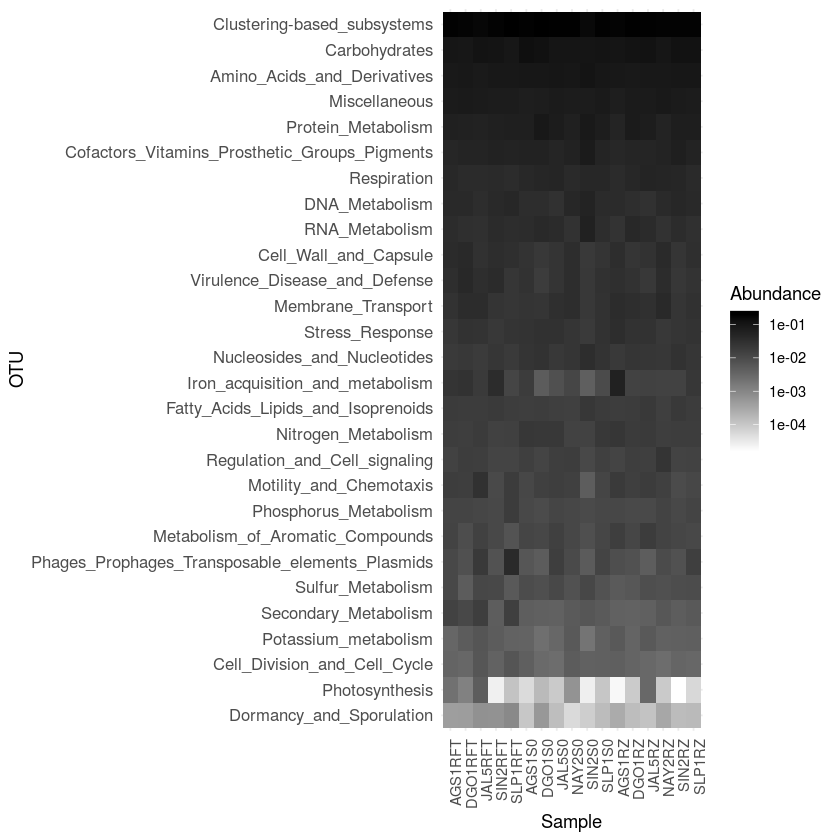 Clustering-based_subsystems
Carbohydrates
Amino_Acids_and_Derivatives
Miscellaneous
Protein_Metabolism
Cofactors_Vitamins_Prosthetic_Groups_Pigments
Respiration
DNA_Metabolism
RNA_Metabolism
Cell_Wall_and_Capsule
Virulence_Disease_and_Defense
Membrane_Transport
Stress_Response
Nucleosides_and_Nucleotides
Iron_acquisition_and_metabolism
Fatty_Acids_Lipids_and_Isoprenoids
Nitrogen_Metabolism
Regulation_and_Cell_signaling
Motility_and_Chemotaxis
Phosphorus_Metabolism
Metabolism_of_Aromatic_Compounds
Phages_Prophages_Transposable_elements_Plasmids
Sulfur_Metabolism
Secondary_Metabolism
Potassium_metabolism
Cell_Division_and_Cell_Cycle
Photosynthesis
Dormancy_and_Sporulation
OTU
AGS1RFT
DGO1RFT
JAL5RFT
SIN2RFT
SLP1RFT
AGS1S0
DGO1S0
JAL5S0
NAY2S0
SIN2S0
SLP1S0
AGS1RZ
DGO1RZ
JAL5RZ
NAY2RZ
SIN2RZ
SLP1RZ
Sample
Abundance
1e-01
1e-02
1e-03
1e-04